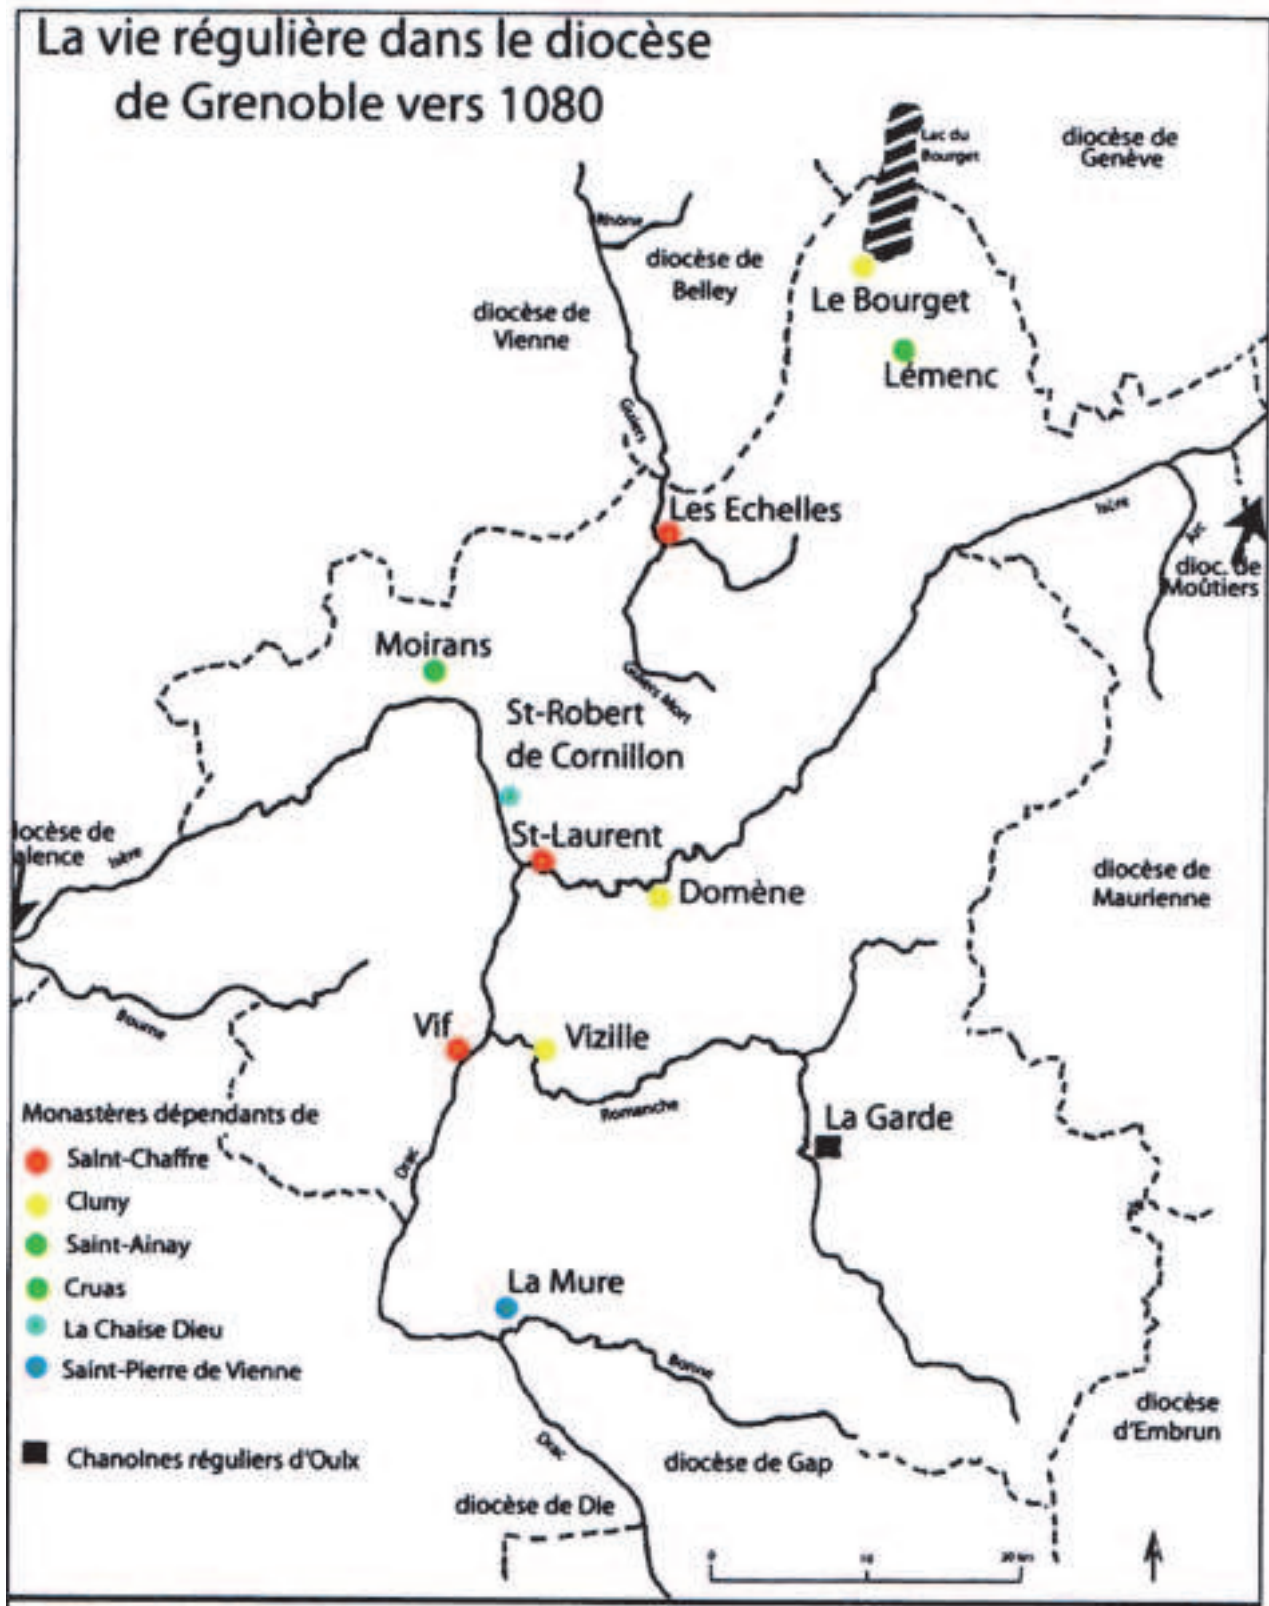 La vie régulière dans le diocèse
de Grenoble vers 1080
Lac du
Bourget
diocèse de
Genève
Rhône
diocèse de
Belley
Le Bourget
diocèse de
Vienne
Lémenc
Guiers
Les Echelles
Isère
Arc
dioc. de
Moûtiers
Moirans
Guiers Mort
St-Robert
de Cornillon
St-Laurent
iocèse de
alence
Isère
Domène
diocèse de
Maurienne
Bourne
Vif
Vizille
Romanche
La Garde
Drac
Monastères dépendants de
Saint-Chaffre
Cluny
Saint-Ainay
Cruas
La Chaise Dieu
Saint-Pierre de Vienne
Chanoines réguliers d'Oulx
La Mure
Bonne
Drac
diocèse de Gap
diocèse
d'Embrun
diocèse de Die
0 10 20 km